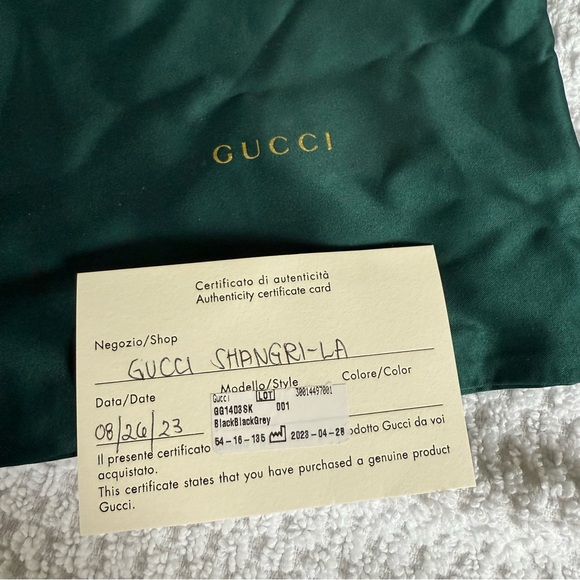 GUCCI
Certificato di autenticità
Authenticity certificate card
Negozio/Shop
GUCCI SHANGRI-LA
Data/Date Modello/Style Colore/Color
08/26/23
Gucci LOT 30014497001
GG1403SK 001
BlackBlackGrey
54-16-135 2023-04-28
Il presente certificato odotto Gucci da voi
acquistato.
This certificate states that you have purchased a genuine product
Gucci.